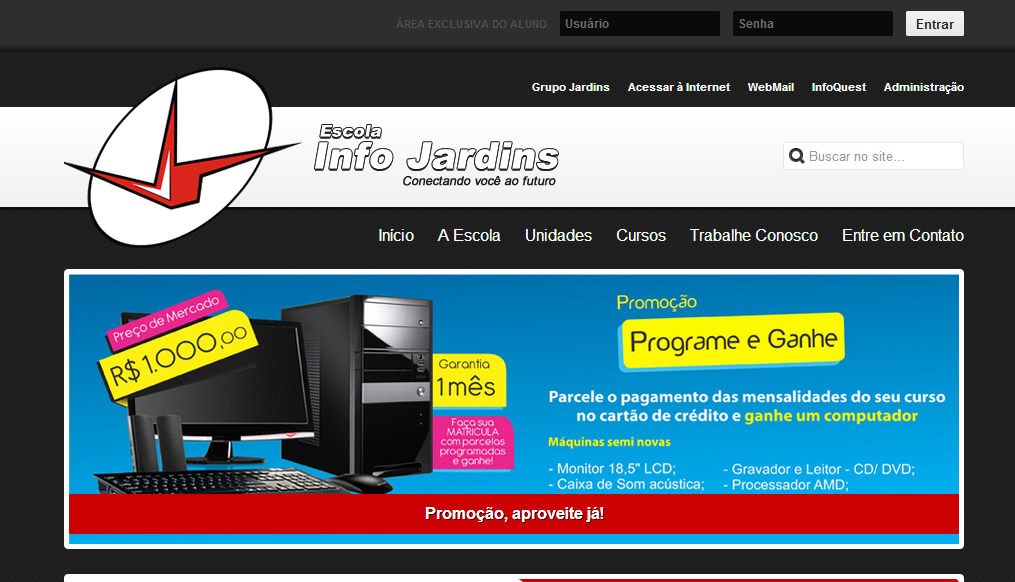 ÁREA EXCLUSIVA DO ALUNO
Usuário
Senha
Entrar
Grupo Jardins
Acessar à Internet
WebMail
InfoQuest
Administração
Escola
Info Jardins
Conectando você ao futuro
Buscar no site...
Início
A Escola
Unidades
Cursos
Trabalhe Conosco
Entre em Contato
Preço de Mercado
R$ 1.000,00
Garantia
1 mês
Faça sua
MATRICULA
com parcelas
programadas
e ganhe!
Promoção
Programe e Ganhe
Parcele o pagamento das mensalidades do seu curso
no cartão de crédito e ganhe um computador
Máquinas semi novas
- Monitor 18,5" LCD;
- Caixa de Som acústica;
- Gravador e Leitor - CD/ DVD;
- Processador AMD;
Promoção, aproveite já!